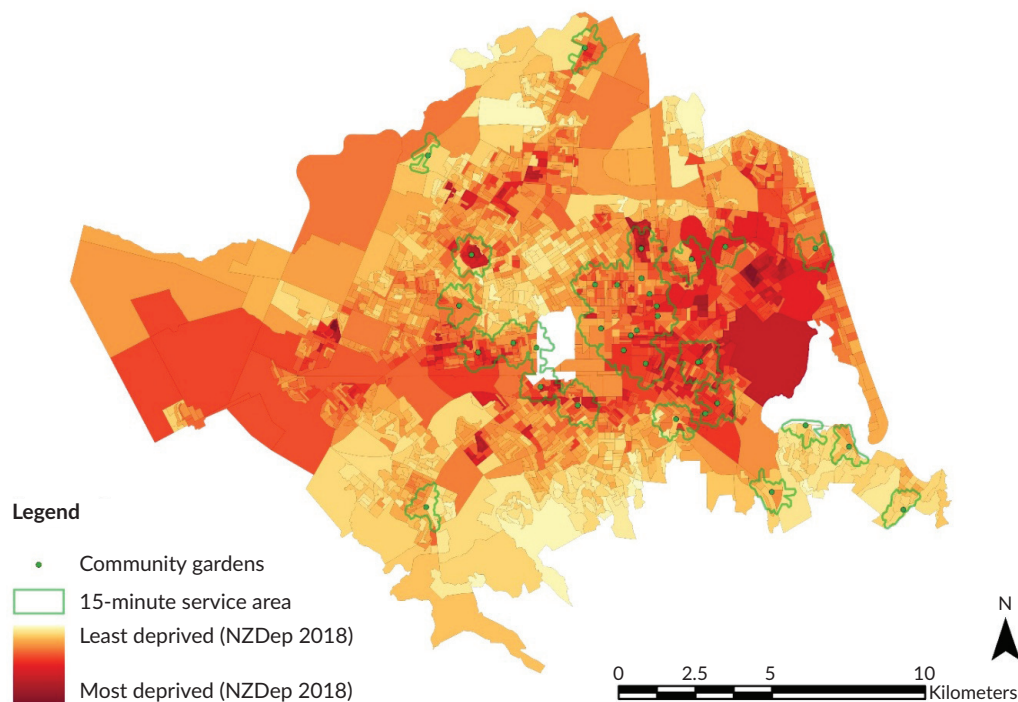 Legend
Community gardens
15-minute service area
Least deprived (NZDep 2018)
Most deprived (NZDep 2018)
N
0 2.5 5 10
Kilometers